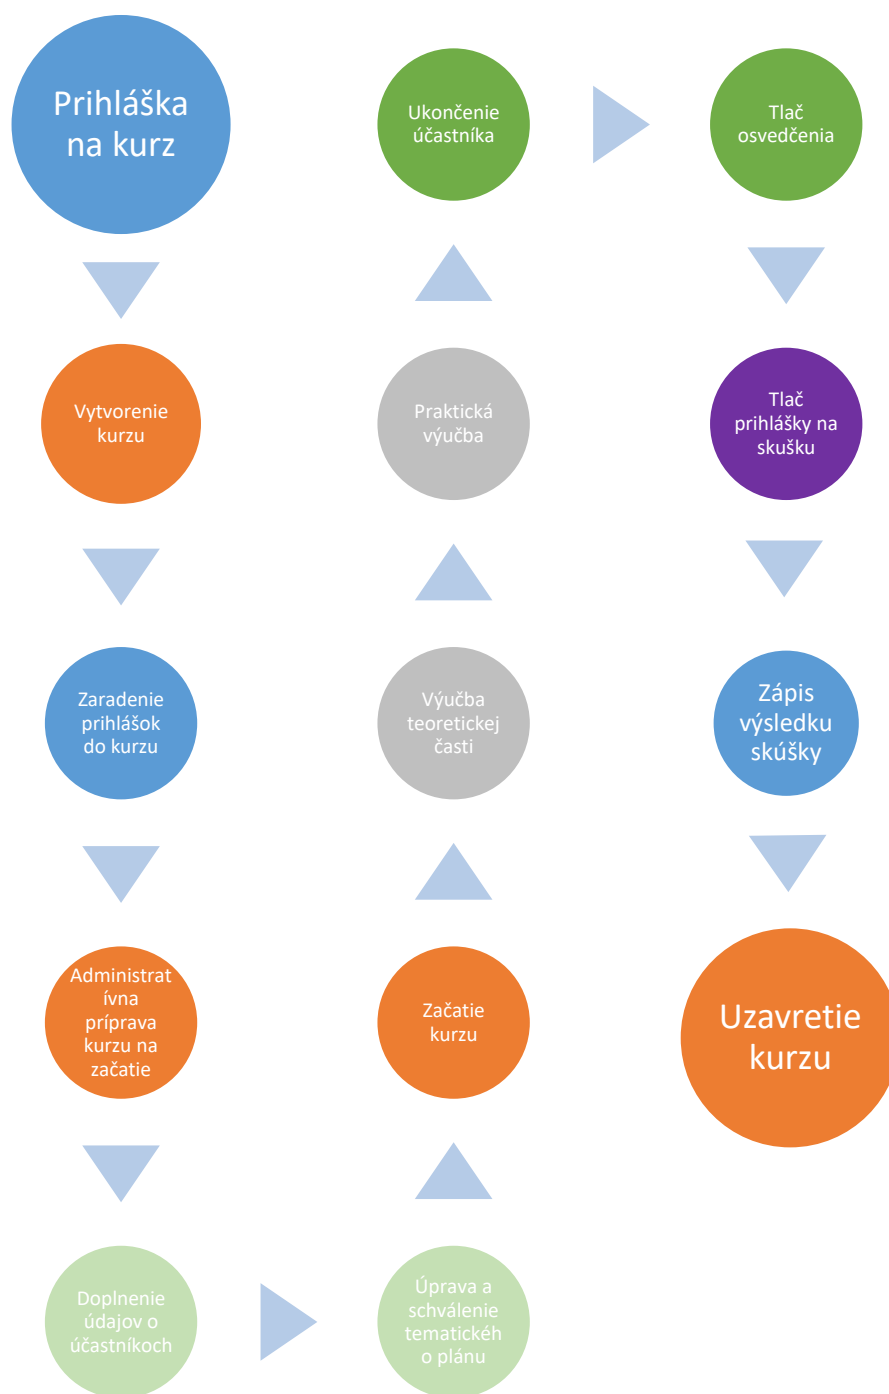 Prihláška
na kurz
Vytvorenie
kurzu
Zaradenie
prihlášok
do kurzu
Administrat
ívna
príprava
kurzu na
začatie
Doplnenie
údajov o
účastníkoch
Úprava a
schválenie
tematickéh
o plánu
Začatie
kurzu
Výučba
teoretickej
časti
Praktická
výučba
Ukončenie
účastníka
Tlač
osvedčenia
Tlač
prihlášky na
skušku
Zápis
výsledku
skúšky
Uzavretie
kurzu